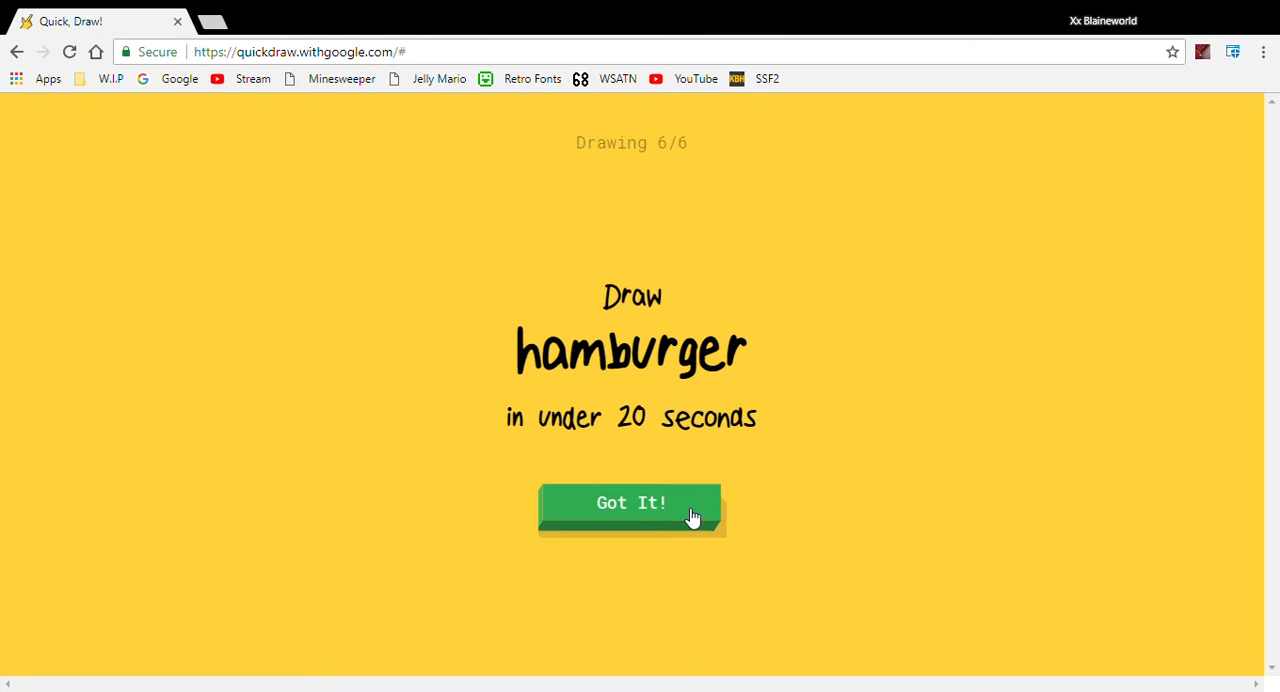 Quick, Draw!
Xx Blaineworld
Secure https://quickdraw.withgoogle.com/#
Apps W.I.P Google Stream Minesweeper Jelly Mario Retro Fonts 68 WSATN YouTube KBH SSF2
Drawing 6/6
Draw
hamburger
in under 20 seconds
Got It!